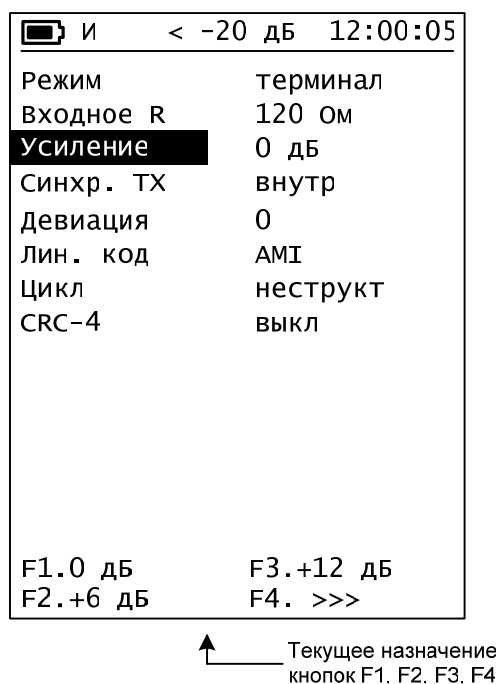 И < -20 дБ 12:00:05
Режим терминал
Входное R 120 Ом
Усиление 0 дБ
Синхр. TX внутр
Девиация 0
Лин. код AMI
Цикл неструкт
CRC-4 выкл
F1.0 дБ F3.+12 дБ
F2.+6 дБ F4. >>>
Текущее назначение
кнопок F1, F2, F3, F4